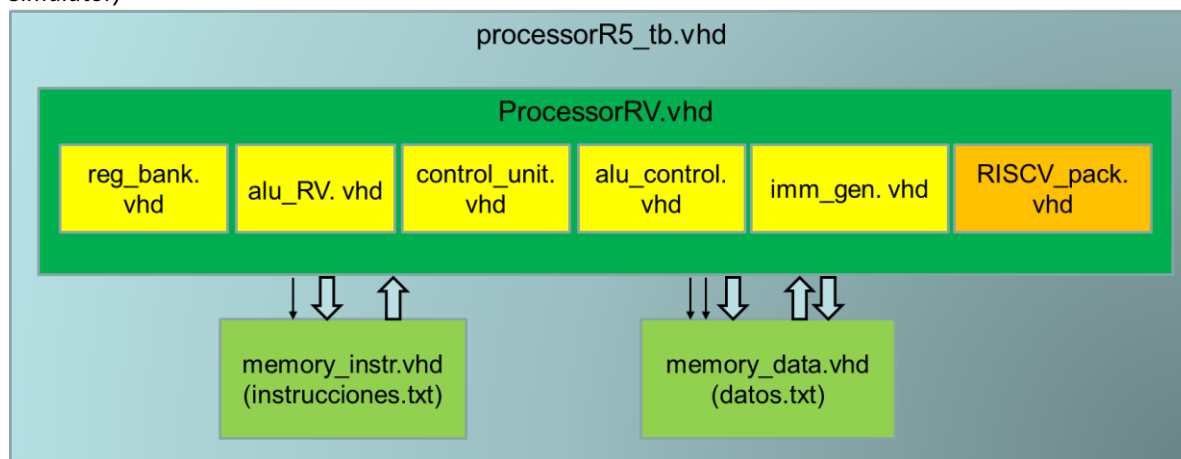 simulator)
processorR5_tb.vhd
ProcessorRV.vhd
reg_bank.
vhd
alu_RV. vhd
control_unit.
vhd
alu_control.
vhd
imm_gen. vhd
RISCV_pack.
vhd
memory_instr.vhd
(instrucciones.txt)
memory_data.vhd
(datos.txt)